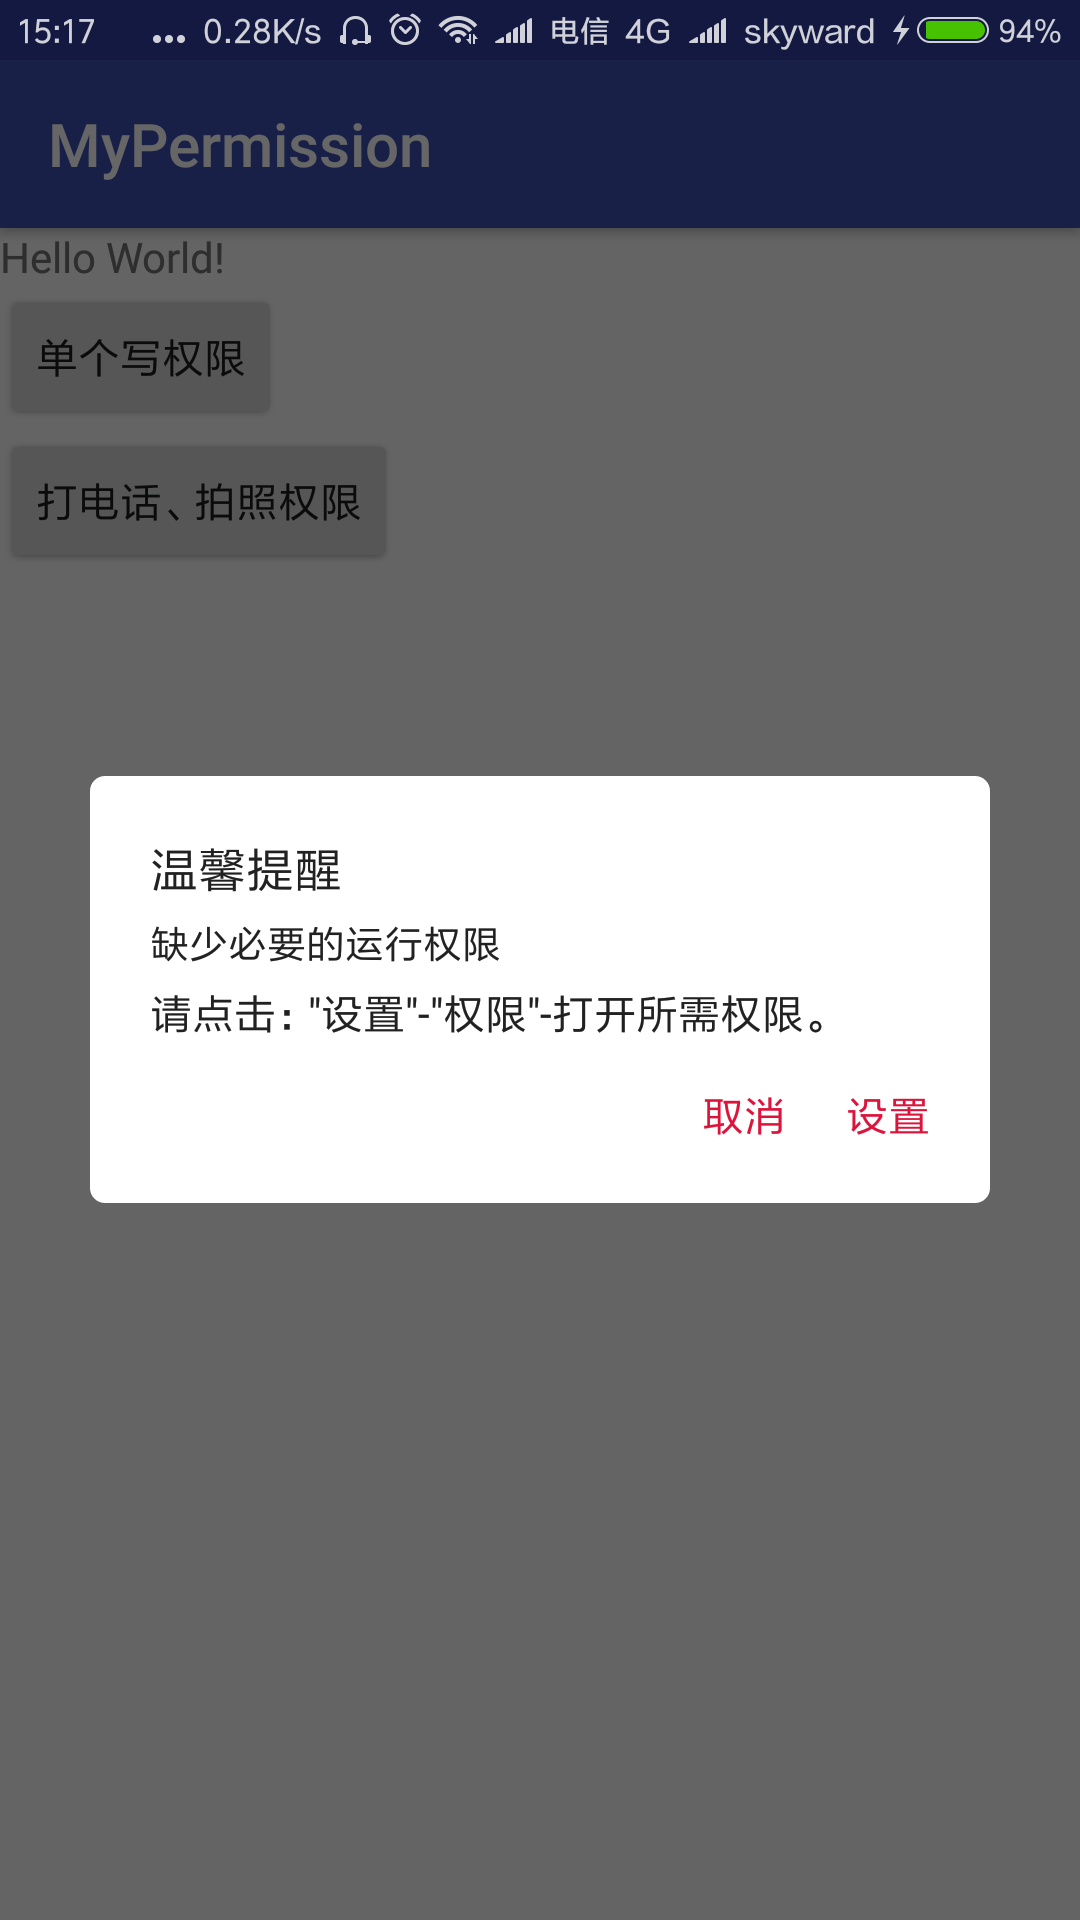 15:17 ... 0.28K/s 电信 4G skyward 94%
MyPermission
Hello World!
单个写权限
打电话、拍照权限
温馨提醒
缺少必要的运行权限
请点击："设置"-"权限"-打开所需权限。
取消 设置